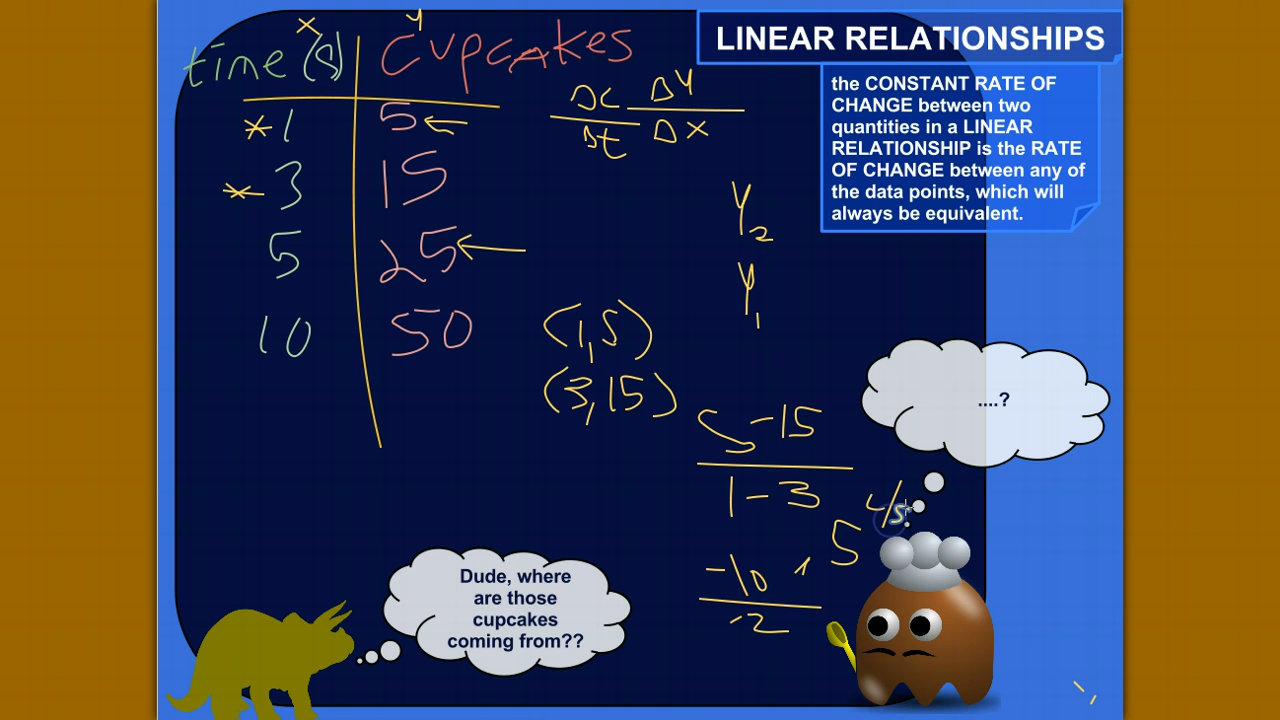 LINEAR RELATIONSHIPS
the CONSTANT RATE OF
CHANGE between two
quantities in a LINEAR
RELATIONSHIP is the RATE
OF CHANGE between any of
the data points, which will
always be equivalent.
x y
time (s) cupcakes
* 1 5 ←
* 3 15
5 25 ←
10 50
Δc Δy
Δt Δx
y2
y1
(1,5)
(3,15)
5-15
1-3
-10
-2
5 c/s
....?
Dude, where
are those
cupcakes
coming from??